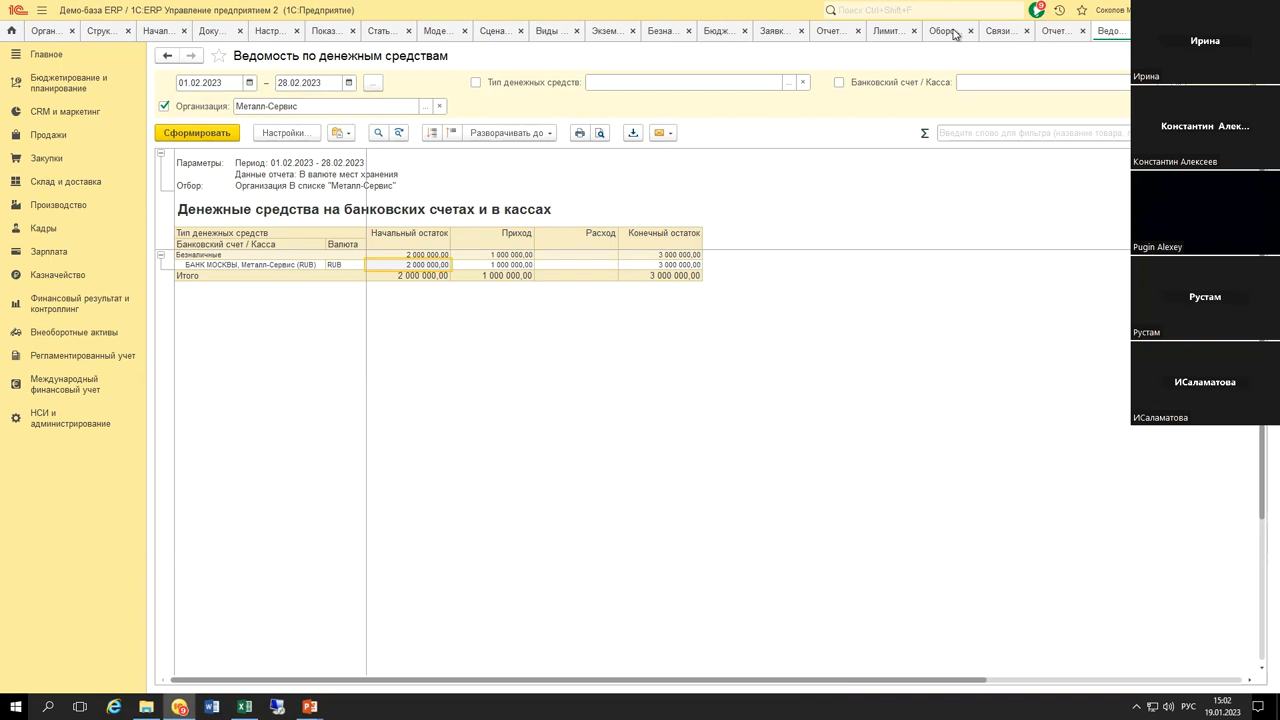 Демо-база ERP / 1С:ERP Управление предприятием 2 (1С:Предприятие)
Поиск Ctrl+Shift+F
9
Соколов М
Орган...
Струк...
Начал...
Доку...
Настр...
Показ...
Стать...
Моде...
Сцена...
Виды ...
Экзем...
Безна...
Бюдж...
Заявк...
Отчет...
Лимит...
Оборо
Связи...
Отчет...
Ведо...
Главное
Бюджетирование и
планирование
CRM и маркетинг
Продажи
Закупки
Склад и доставка
Производство
Кадры
Зарплата
Казначейство
Финансовый результат и
контроллинг
Внеоборотные активы
Регламентированный учет
Международный
финансовый учет
НСИ и
администрирование
Ведомость по денежным средствам
01.02.2023 – 28.02.2023 ...
Тип денежных средств: ... ×
Банковский счет / Касса:
Организация: Металл-Сервис ... ×
Сформировать
Настройки...
Разворачивать до
Σ
Введите слово для фильтра (название товара, п
Параметры: Период: 01.02.2023 - 28.02.2023
Данные отчета: В валюте мест хранения
Отбор: Организация В списке "Металл-Сервис"
Денежные средства на банковских счетах и в кассах
Тип денежных средств Начальный остаток Приход Расход Конечный остаток
Банковский счет / Касса Валюта
Безналичные 2 000 000,00 1 000 000,00 3 000 000,00
БАНК МОСКВЫ, Металл-Сервис (RUB) RUB 2 000 000,00 1 000 000,00 3 000 000,00
Итого 2 000 000,00 1 000 000,00 3 000 000,00
Ирина
Ирина
Константин Алек...
Константин Алексеев
Pugin Alexey
Рустам
Рустам
ИСаламатова
ИСаламатова
РУС
15:02
19.01.2023